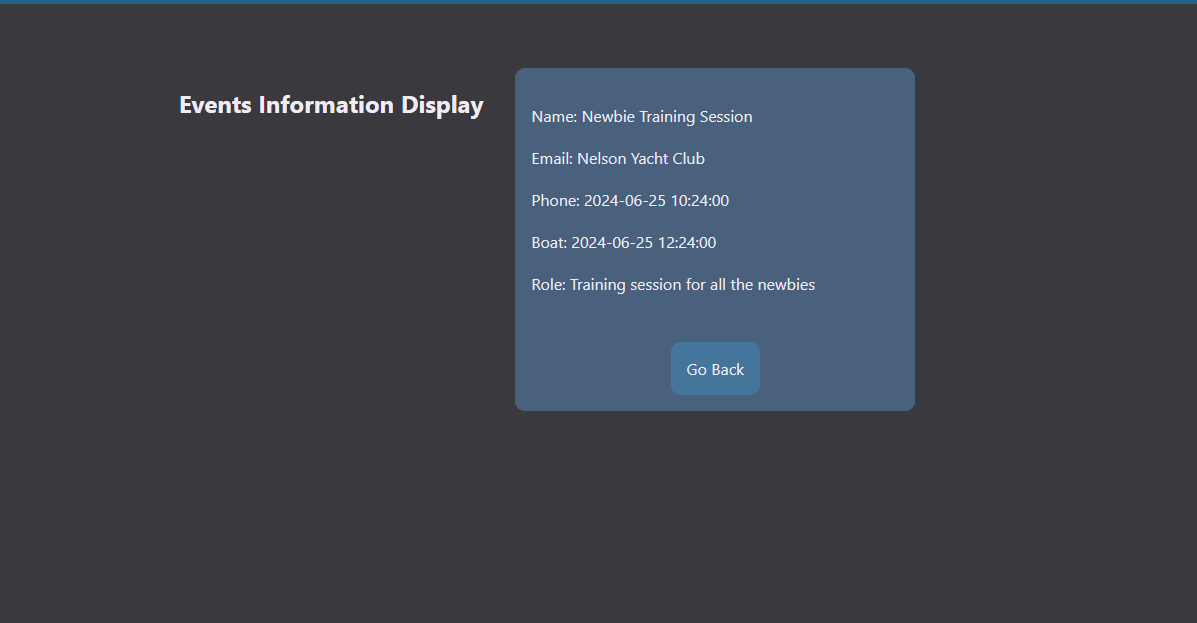 Events Information Display
Name: Newbie Training Session
Email: Nelson Yacht Club
Phone: 2024-06-25 10:24:00
Boat: 2024-06-25 12:24:00
Role: Training session for all the newbies
Go Back